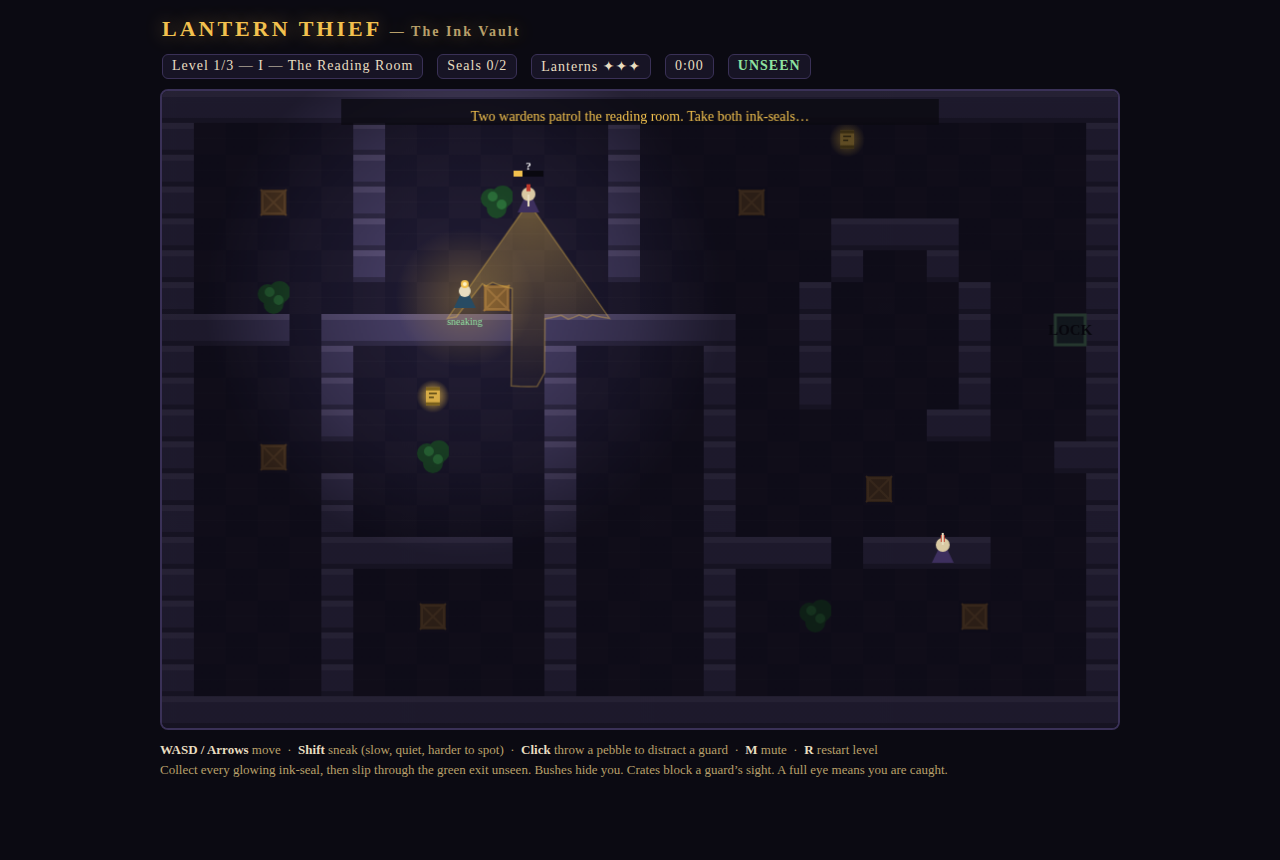 LANTERN THIEF — The Ink Vault
Level 1/3 — I — The Reading Room
Seals 0/2
Lanterns ✦✦✦
0:00
UNSEEN
Two wardens patrol the reading room. Take both ink-seals…
?
sneaking
LOCK
WASD / Arrows move · Shift sneak (slow, quiet, harder to spot) · Click throw a pebble to distract a guard · M mute · R restart level
Collect every glowing ink-seal, then slip through the green exit unseen. Bushes hide you. Crates block a guard’s sight. A full eye means you are caught.